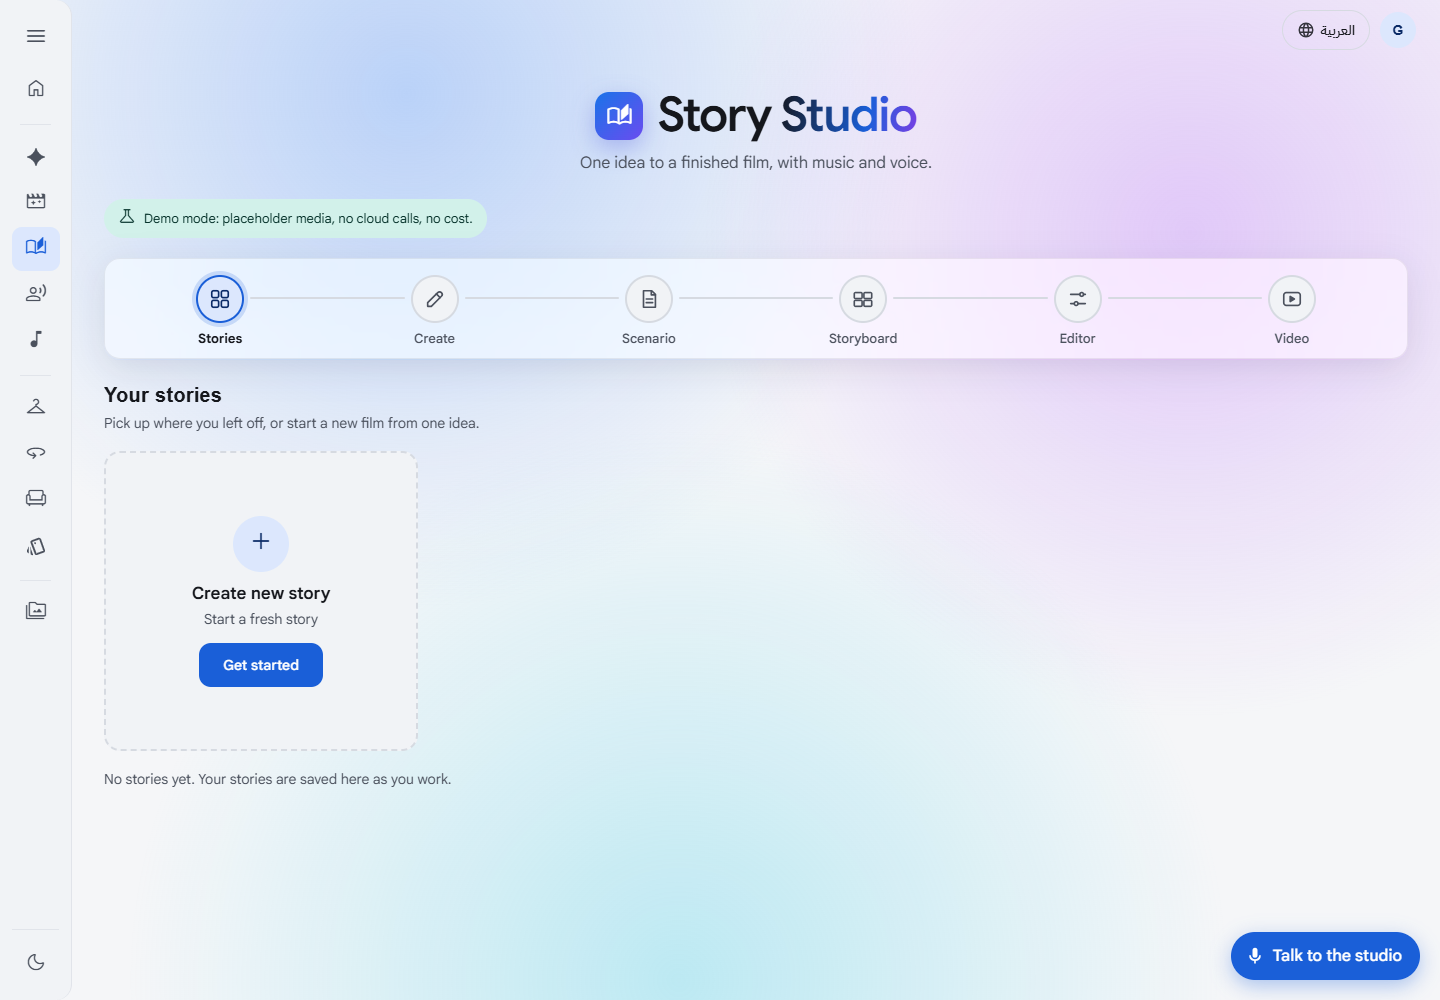 العربية
G
Story Studio
One idea to a finished film, with music and voice.
Demo mode: placeholder media, no cloud calls, no cost.
Stories
Create
Scenario
Storyboard
Editor
Video
Your stories
Pick up where you left off, or start a new film from one idea.
Create new story
Start a fresh story
Get started
No stories yet. Your stories are saved here as you work.
Talk to the studio